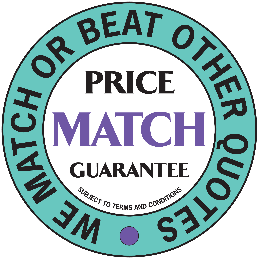 WE MATCH OR BEAT OTHER QUOTES
PRICE
MATCH
GUARANTEE
SUBJECT TO TERMS AND CONDITIONS